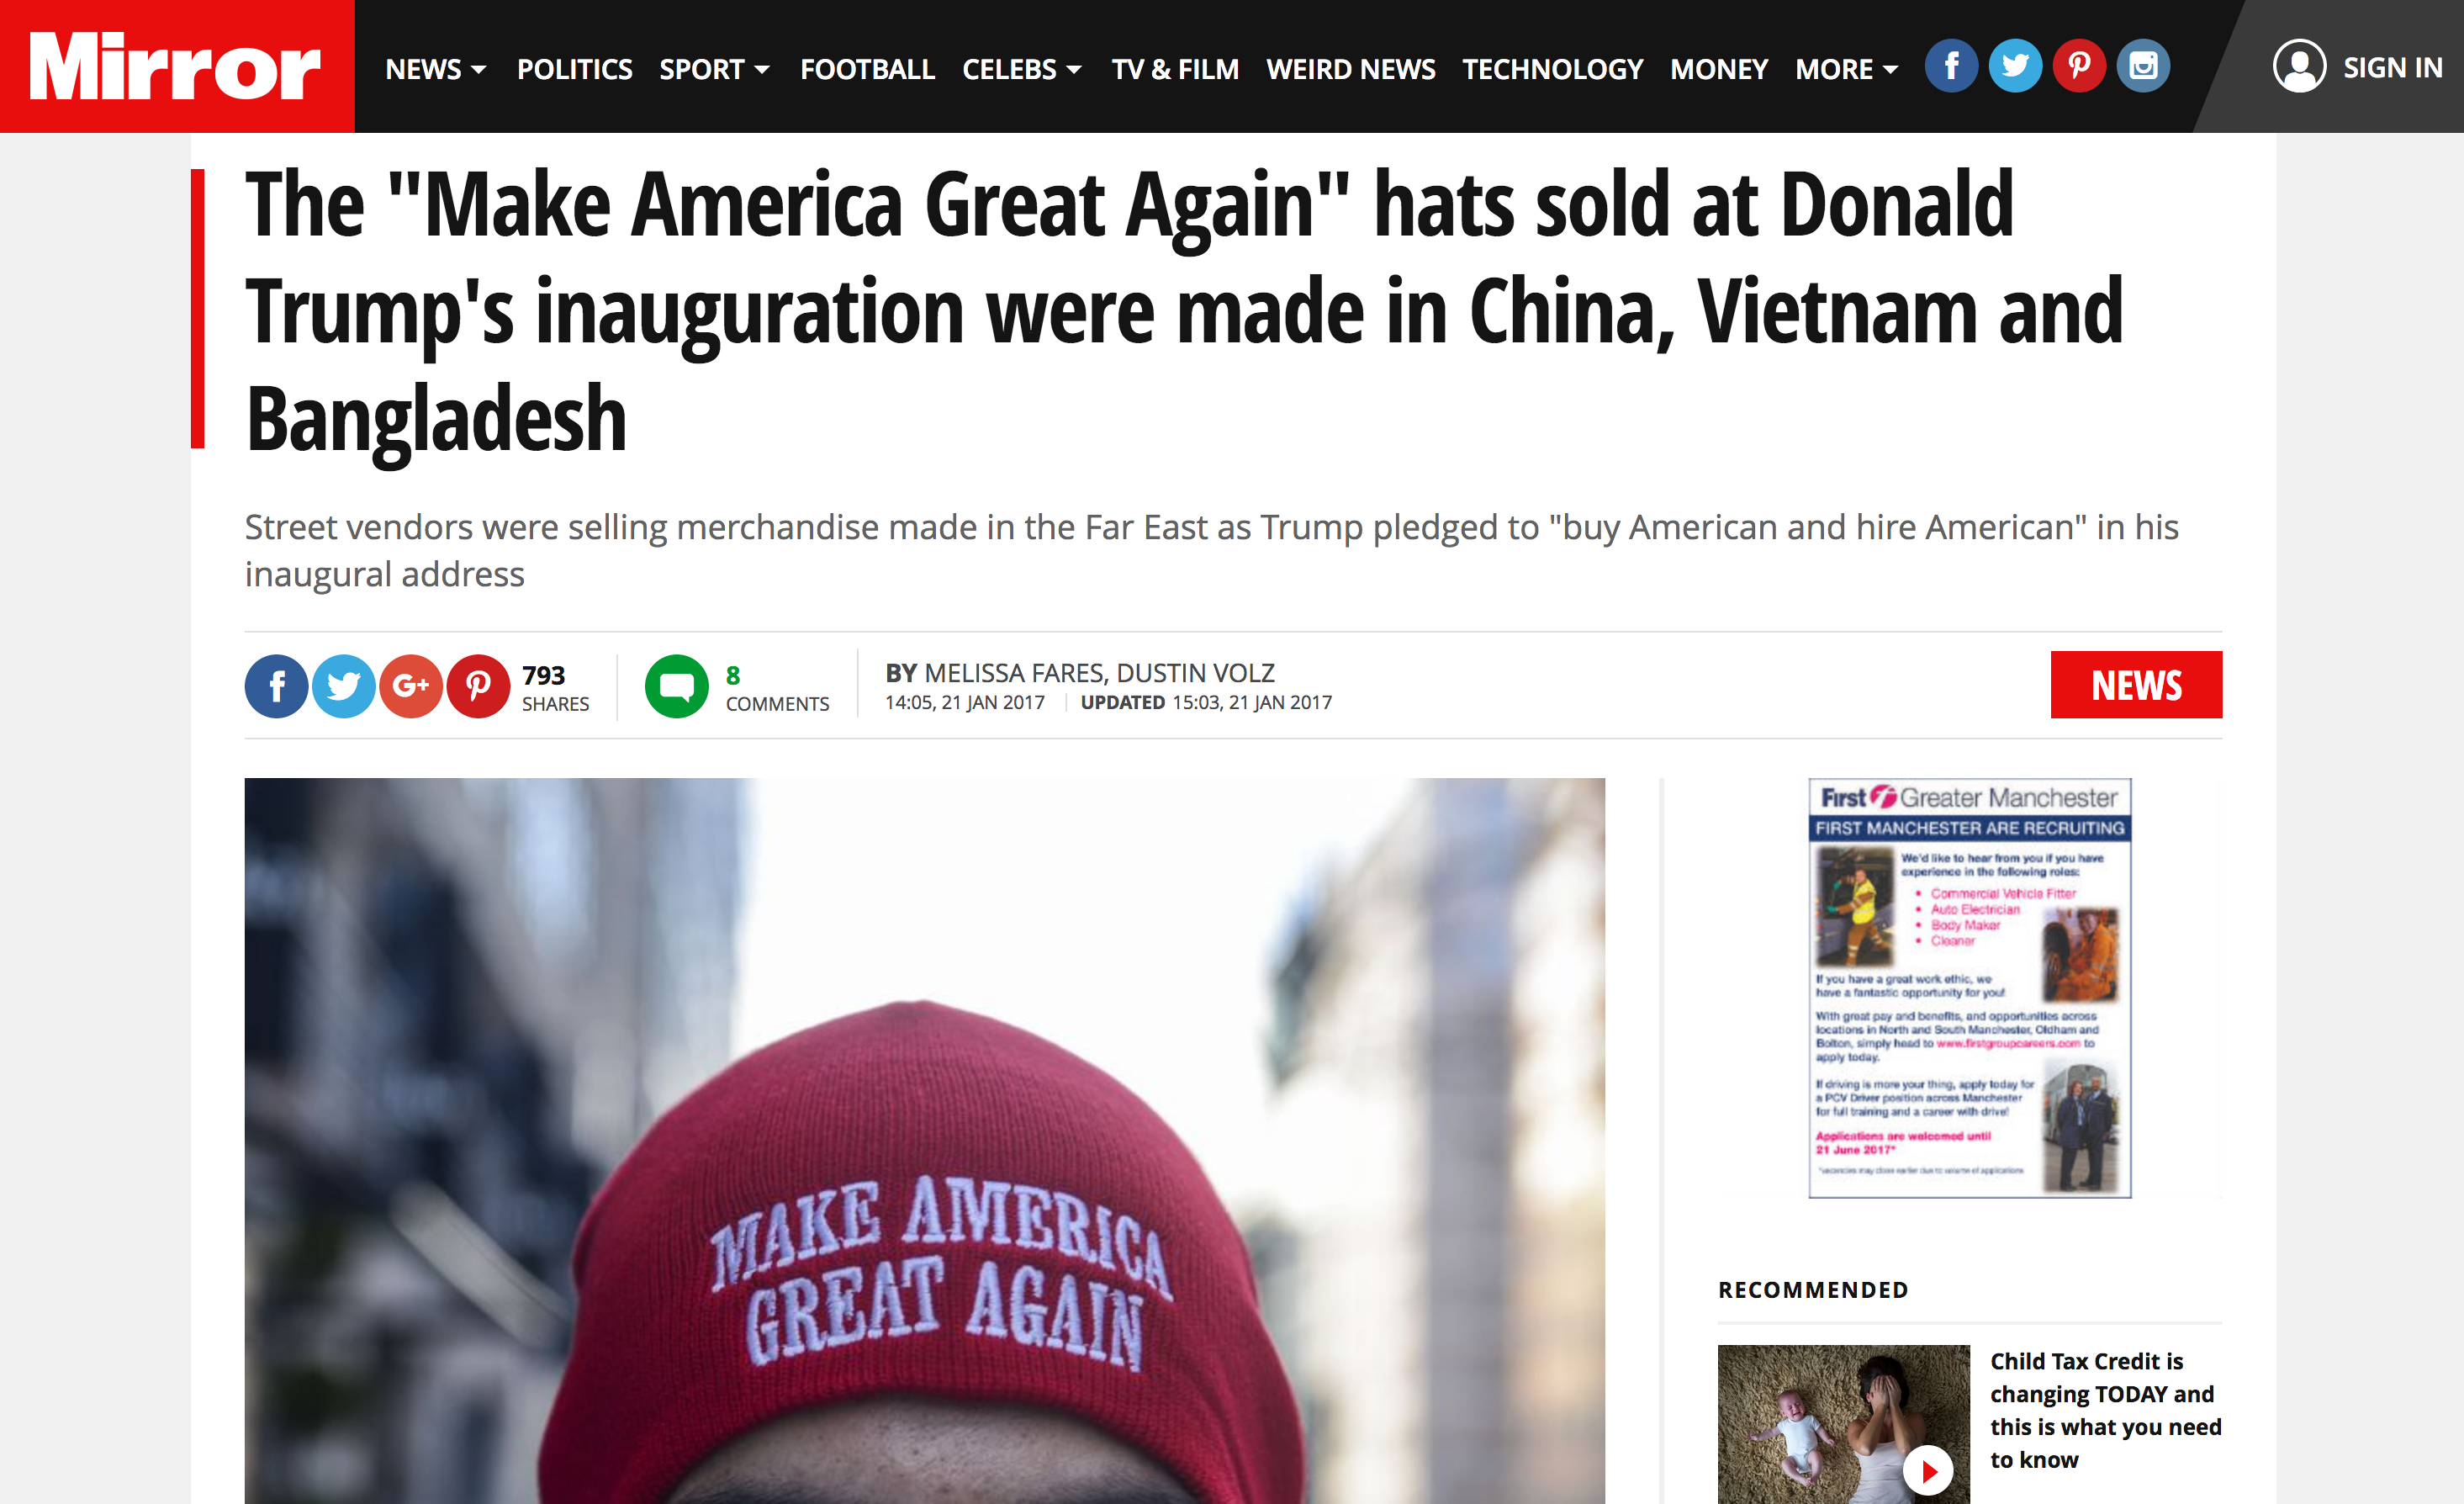 Mirror
NEWS
POLITICS
SPORT
FOOTBALL
CELEBS
TV & FILM
WEIRD NEWS
TECHNOLOGY
MONEY
MORE
SIGN IN
The "Make America Great Again" hats sold at Donald
Trump's inauguration were made in China, Vietnam and
Bangladesh
Street vendors were selling merchandise made in the Far East as Trump pledged to "buy American and hire American" in his
inaugural address
793
SHARES
8
COMMENTS
BY MELISSA FARES, DUSTIN VOLZ
14:05, 21 JAN 2017
UPDATED 15:03, 21 JAN 2017
NEWS
MAKE AMERICA
GREAT AGAIN
First Greater Manchester
FIRST MANCHESTER ARE RECRUITING
We'd like to hear from you if you have
experience in the following roles:
• Commercial Vehicle Fitter
• Auto Electrician
• Body Maker
• Cleaner
If you have a great work ethic, we
have a fantastic opportunity for you!
With great pay and benefits, and opportunities across
locations in North and South Manchester, Oldham and
Bolton, simply head to www.firstgroupcareers.com to
apply today.
If driving is more your thing, apply today for
a PCV Driver position across Manchester
for full training and a career with drive!
Applications are welcomed until
21 June 2017*
*vacancies may close earlier due to volume of applications
RECOMMENDED
Child Tax Credit is
changing TODAY and
this is what you need
to know